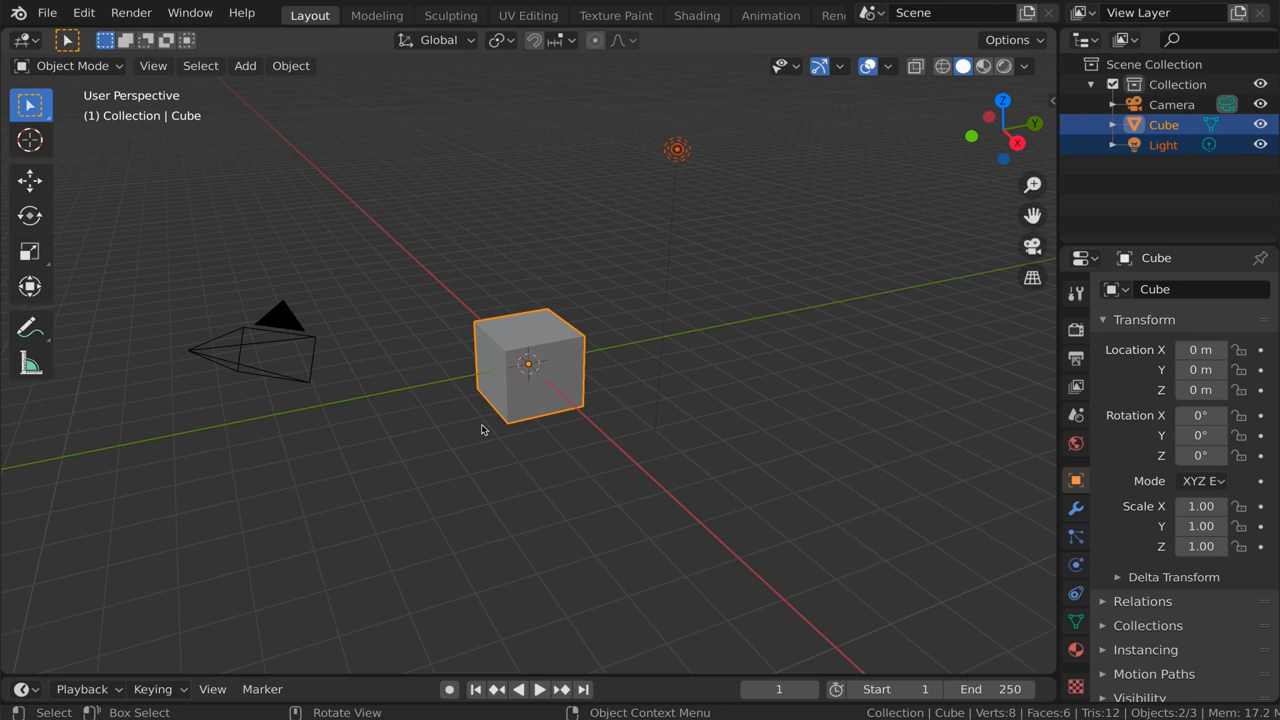 File Edit Render Window Help Layout Modeling Sculpting UV Editing Texture Paint Shading Animation Scene View Layer
Global Options
Object Mode View Select Add Object
User Perspective
(1) Collection | Cube
Z
Y
X
Scene Collection
Collection
Camera
Cube
Light
Cube
Cube
Transform
Location X 0 m
Y 0 m
Z 0 m
Rotation X 0°
Y 0°
Z 0°
Mode XYZ E
Scale X 1.00
Y 1.00
Z 1.00
Delta Transform
Relations
Collections
Instancing
Motion Paths
Visibility
Playback Keying View Marker 1 Start 1 End 250
Select Box Select Rotate View Object Context Menu Collection | Cube | Verts:8 | Faces:6 | Tris:12 | Objects:2/3 | Mem: 17.2